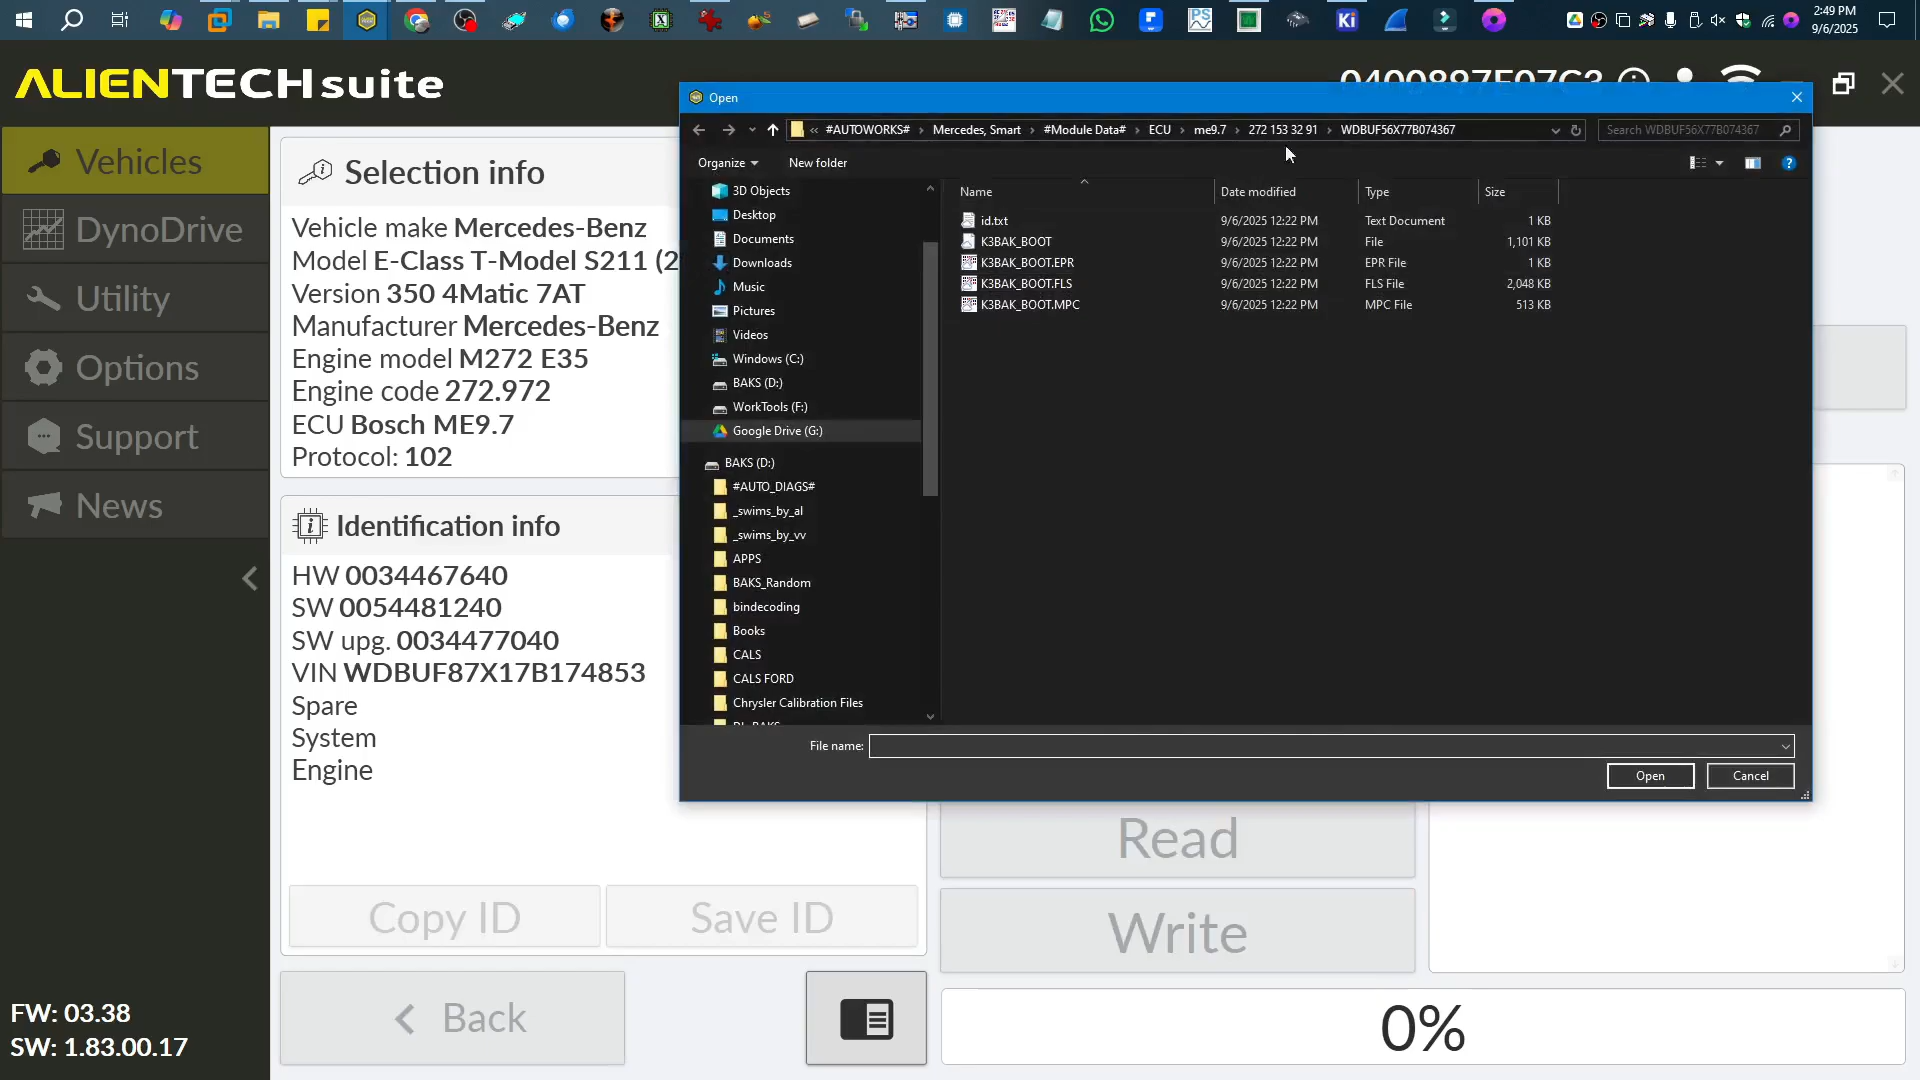 2:49 PM
9/6/2025
ALIENTECH suite
Vehicles
DynoDrive
Utility
Options
Support
News
FW: 03.38
SW: 1.83.00.17
Selection info
Vehicle make Mercedes-Benz
Model E-Class T-Model S211 (2
Version 350 4Matic 7AT
Manufacturer Mercedes-Benz
Engine model M272 E35
Engine code 272.972
ECU Bosch ME9.7
Protocol: 102
Identification info
HW 0034467640
SW 0054481240
SW upg. 0034477040
VIN WDBUF87X17B174853
Spare
System
Engine
Copy ID
Save ID
Back
Read
Write
0%
Open
« #AUTOWORKS# › Mercedes, Smart › #Module Data# › ECU › me9.7 › 272 153 32 91 › WDBUF56X77B074367
Search WDBUF56X77B074367
Organize
New folder
3D Objects
Desktop
Documents
Downloads
Music
Pictures
Videos
Windows (C:)
BAKS (D:)
WorkTools (F:)
Google Drive (G:)
BAKS (D:)
#AUTO_DIAGS#
_swims_by_al
_swims_by_vv
APPS
BAKS_Random
bindecoding
Books
CALS
CALS FORD
Chrysler Calibration Files
Name Date modified Type Size
id.txt 9/6/2025 12:22 PM Text Document 1 KB
K3BAK_BOOT 9/6/2025 12:22 PM File 1,101 KB
K3BAK_BOOT.EPR 9/6/2025 12:22 PM EPR File 1 KB
K3BAK_BOOT.FLS 9/6/2025 12:22 PM FLS File 2,048 KB
K3BAK_BOOT.MPC 9/6/2025 12:22 PM MPC File 513 KB
File name:
Open
Cancel